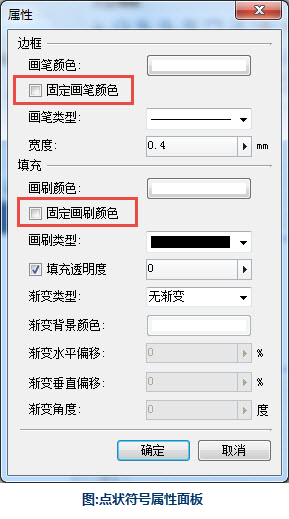 属性
边框
画笔颜色:
固定画笔颜色
画笔类型:
宽度: 0.4 mm
填充
画刷颜色:
固定画刷颜色
画刷类型:
填充透明度 0
渐变类型: 无渐变
渐变背景颜色:
渐变水平偏移: 0 %
渐变垂直偏移: 0 %
渐变角度: 0 度
确定 取消
图:点状符号属性面板